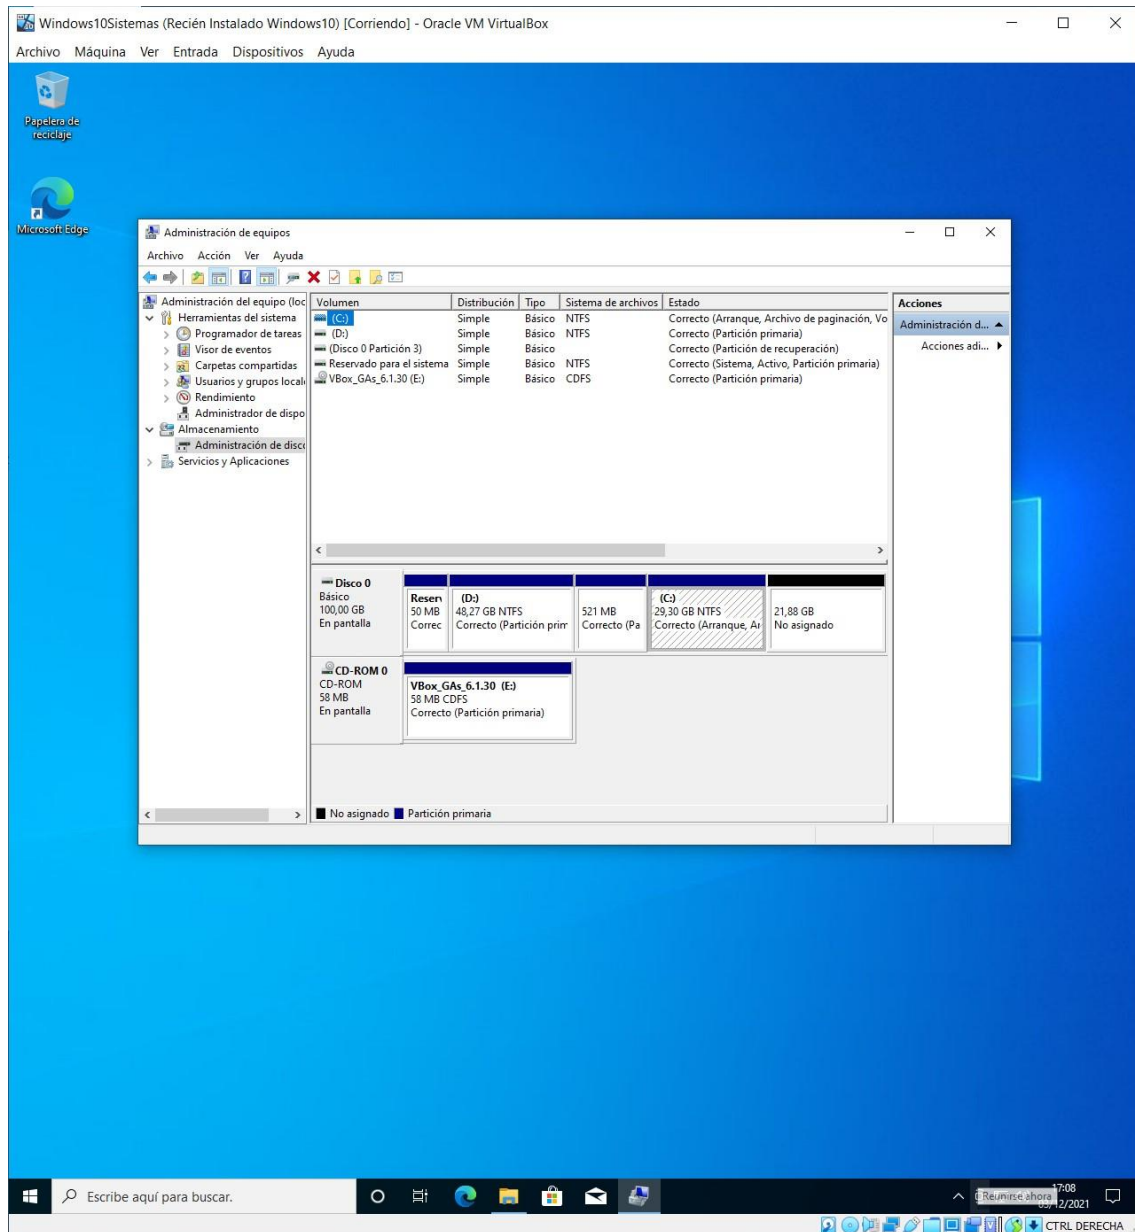 Windows10Sistemas (Recién Instalado Windows10) [Corriendo] - Oracle VM VirtualBox
Archivo Máquina Ver Entrada Dispositivos Ayuda
Papelera de
reciclaje
Microsoft Edge
Administración de equipos
Archivo Acción Ver Ayuda
Administración del equipo (loc
Herramientas del sistema
Programador de tareas
Visor de eventos
Carpetas compartidas
Usuarios y grupos local
Rendimiento
Administrador de dispo
Almacenamiento
Administración de disco
Servicios y Aplicaciones
Volumen Distribución Tipo Sistema de archivos Estado
(C:) Simple Básico NTFS Correcto (Arranque, Archivo de paginación, Vo
(D:) Simple Básico NTFS Correcto (Partición primaria)
(Disco 0 Partición 3) Simple Básico Correcto (Partición de recuperación)
Reservado para el sistema Simple Básico NTFS Correcto (Sistema, Activo, Partición primaria)
VBox_GAs_6.1.30 (E:) Simple Básico CDFS Correcto (Partición primaria)
Acciones
Administración d...
Acciones adi...
Disco 0
Básico
100,00 GB
En pantalla
Reserv
50 MB
Correc
(D:)
48,27 GB NTFS
Correcto (Partición prim
521 MB
Correcto (Pa
(C:)
29,30 GB NTFS
Correcto (Arranque, Ar
21,88 GB
No asignado
CD-ROM 0
CD-ROM
58 MB
En pantalla
VBox_GAs_6.1.30 (E:)
58 MB CDFS
Correcto (Partición primaria)
No asignado Partición primaria
Escribe aquí para buscar.
Reunirse ahora
17:08
03/12/2021
CTRL DERECHA